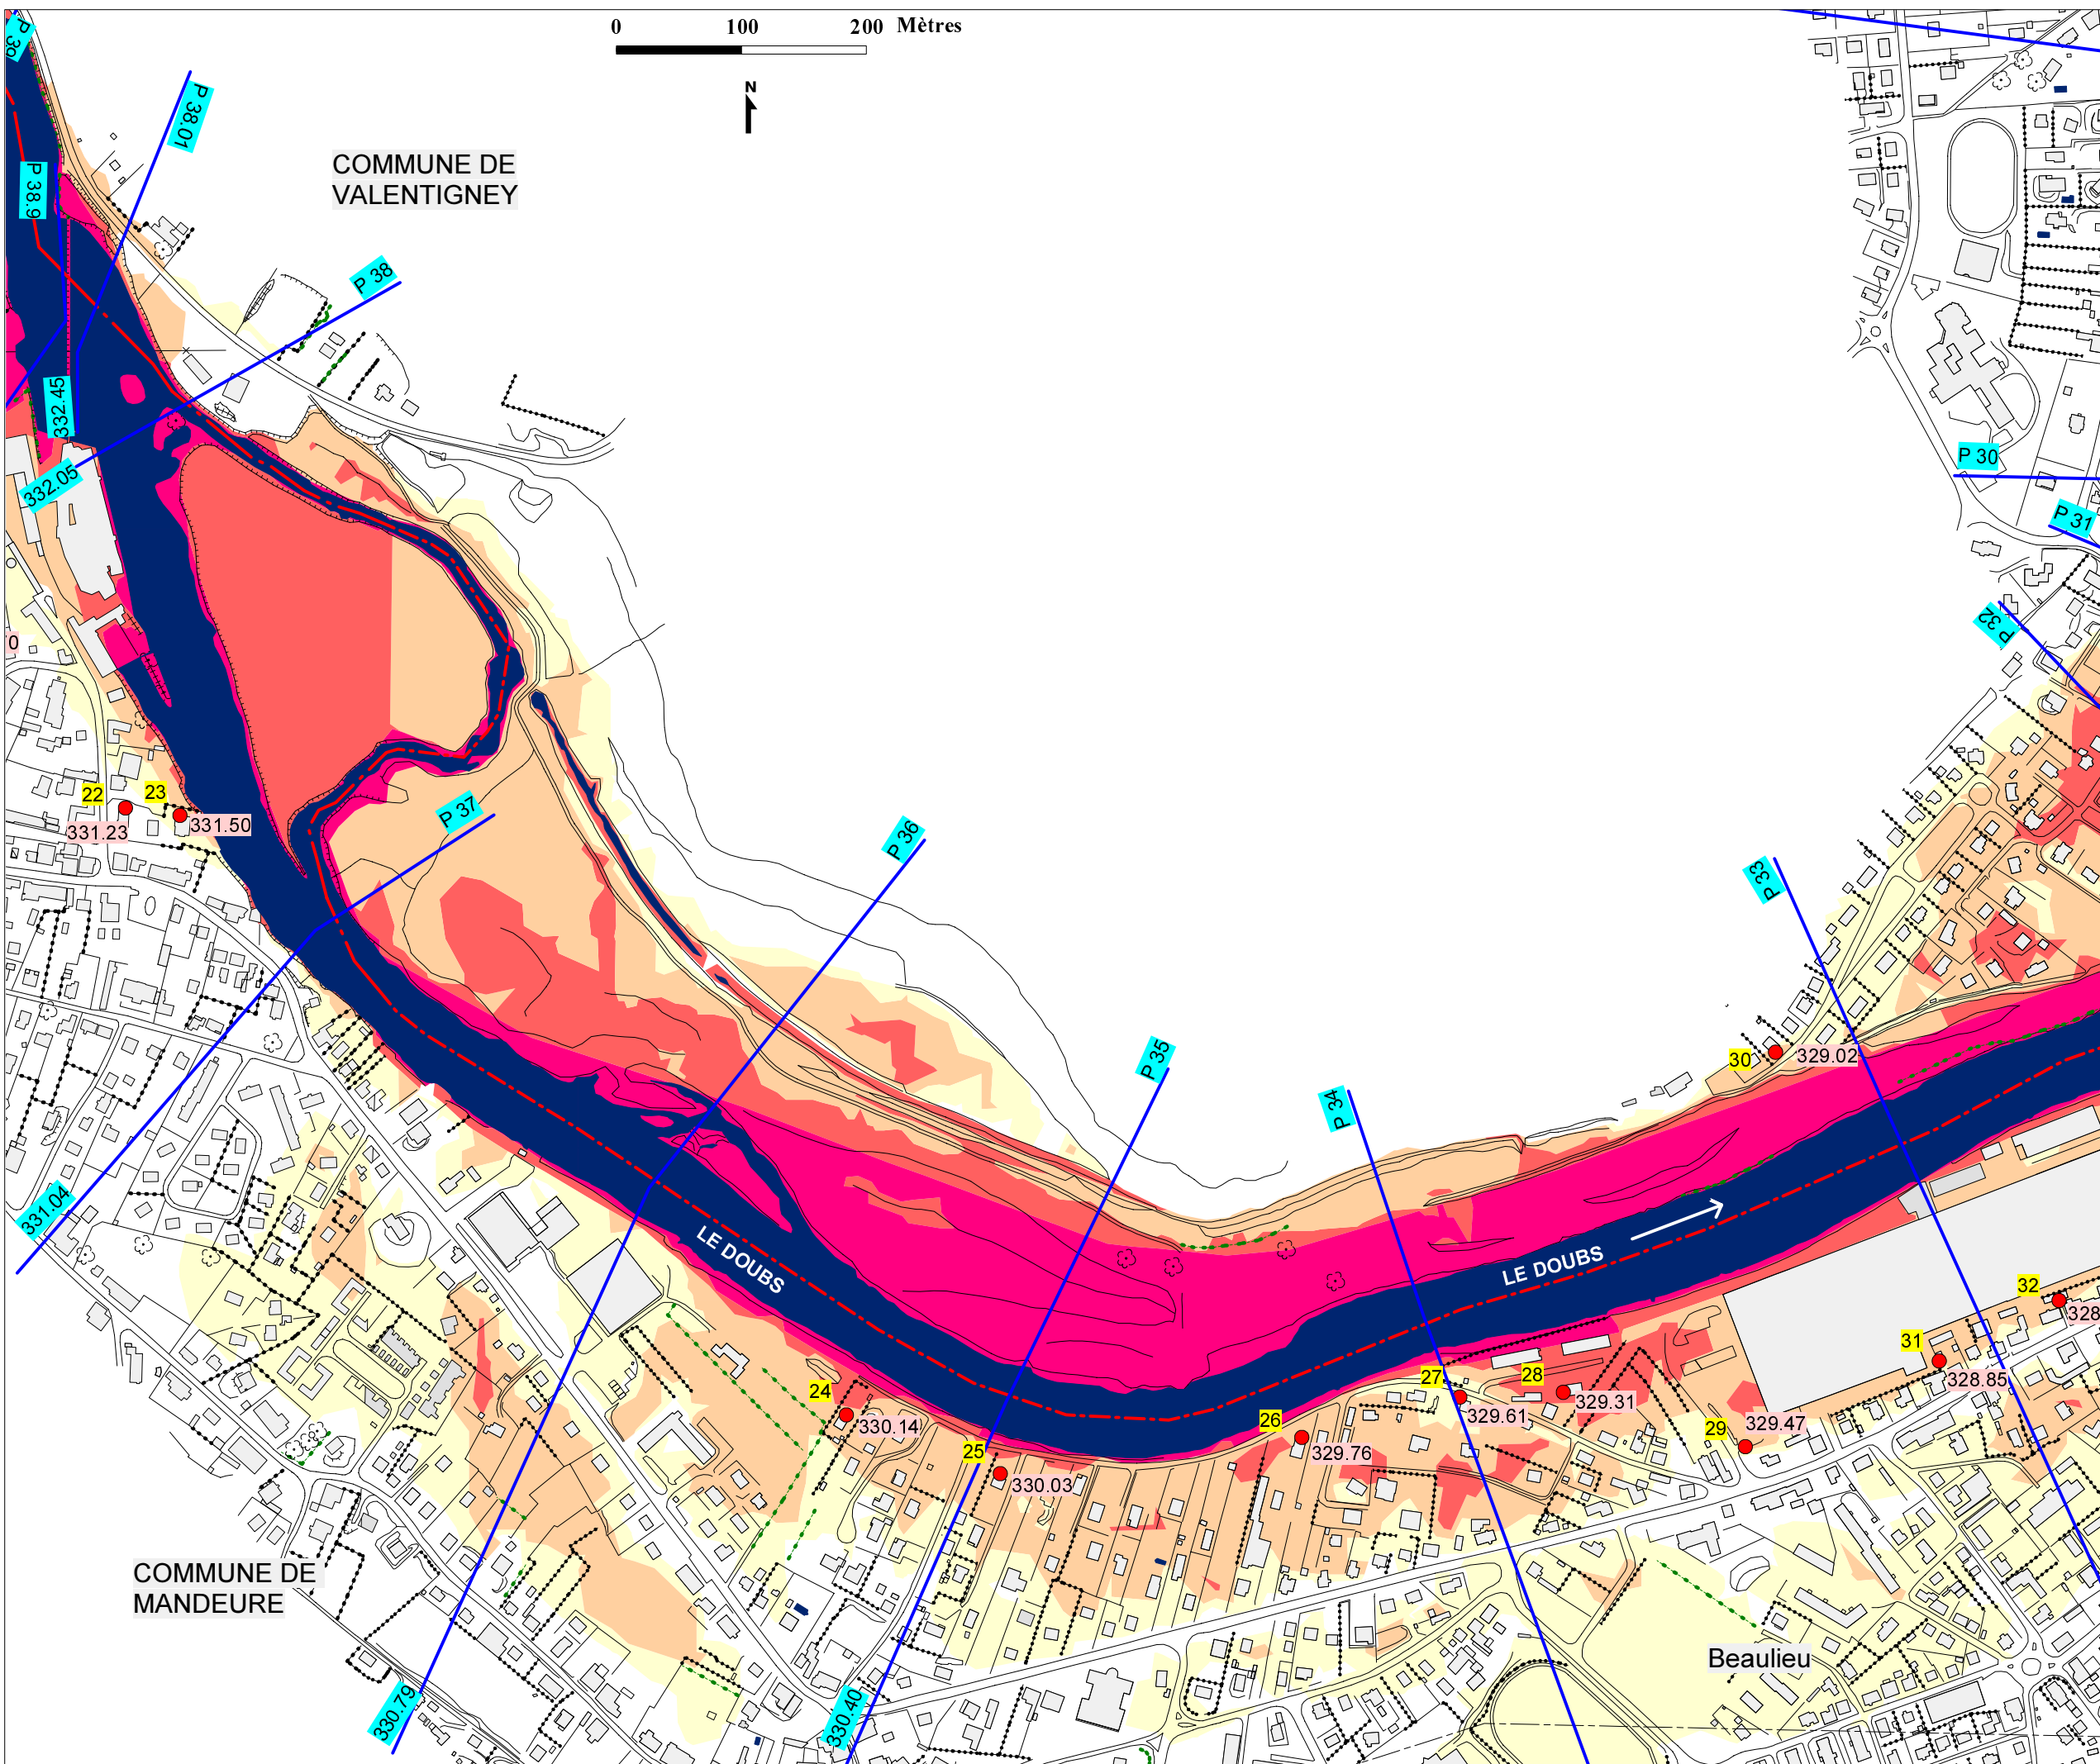 0 100 200 Mètres
N
P 39
P 38.01
P 38.9
COMMUNE DE
VALENTIGNEY
P 38
332.45
332.05
P 30
P 31
P 32
0
22
23
331.23
331.50
P 37
P 36
P 33
P 35
P 34
30
329.02
331.04
LE DOUBS
LE DOUBS
32
328
31
328.85
24
330.14
25
330.03
26
329.76
27
329.61
28
329.31
29
329.47
COMMUNE DE
MANDEURE
Beaulieu
330.79
330.40